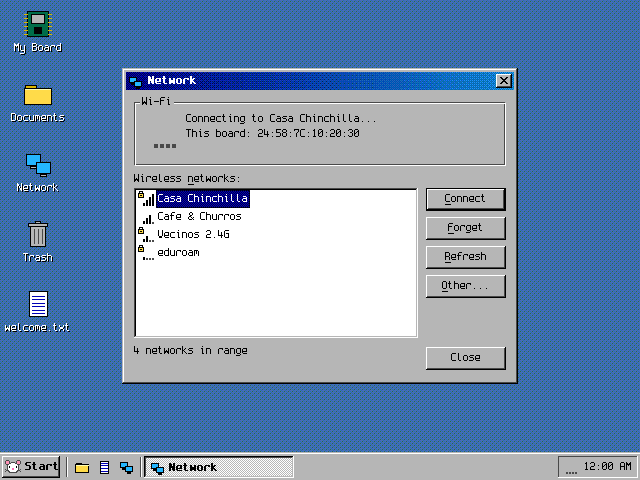 My Board
Documents
Network
Trash
welcome.txt
Network
Wi-Fi
Connecting to Casa Chinchilla...
This board: 24:58:7C:10:20:30
Wireless networks:
Casa Chinchilla
Cafe & Churros
Vecinos 2.4G
eduroam
Connect
Forget
Refresh
Other...
4 networks in range
Close
Start
Network
12:00 AM